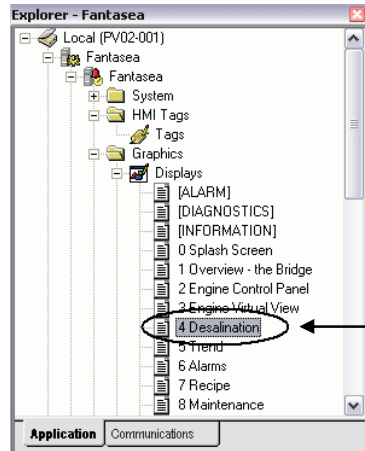 Explorer - Fantasea
Local (PV02-001)
Fantasea
Fantasea
System
HMI Tags
Tags
Graphics
Displays
[ALARM]
[DIAGNOSTICS]
[INFORMATION]
0 Splash Screen
1 Overview - the Bridge
2 Engine Control Panel
3 Engine Virtual View
4 Desalination
5 Trend
6 Alarms
7 Recipe
8 Maintenance
Application Communications